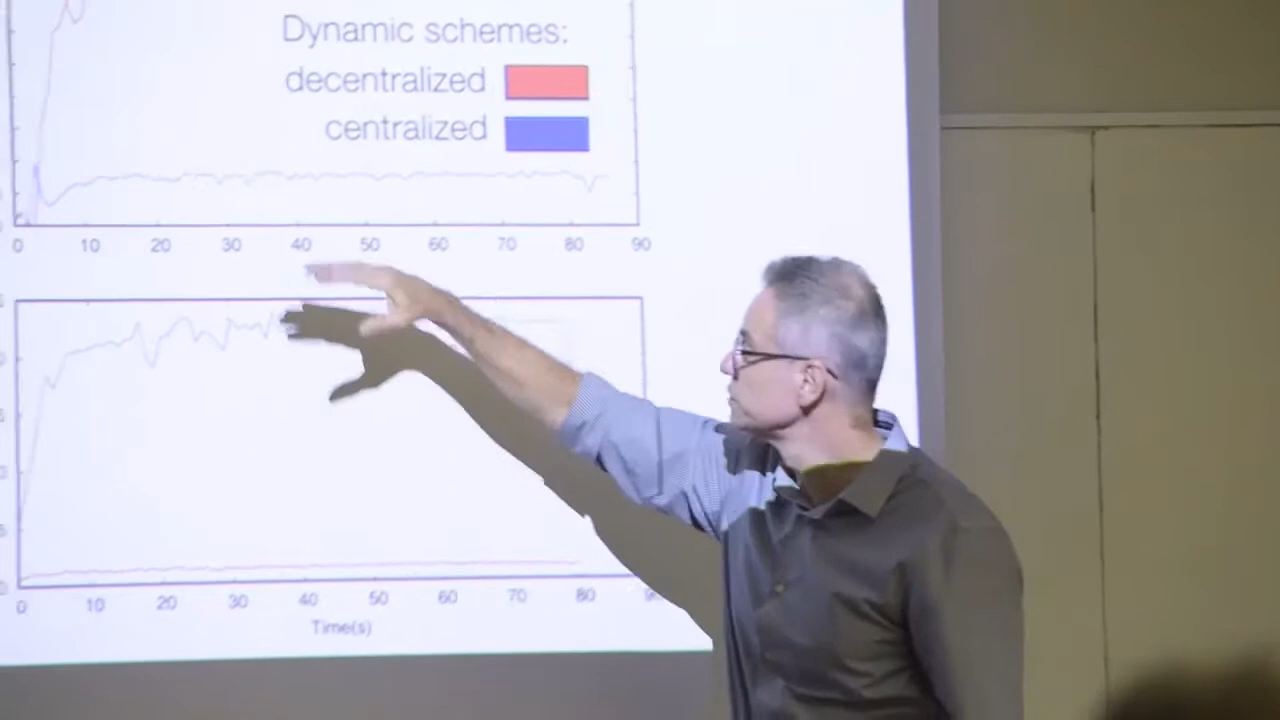 Dynamic schemes:
decentralized
centralized
0 10 20 30 40 50 60 70 80 90
0 10 20 30 40 50 60 70 80
Time(s)